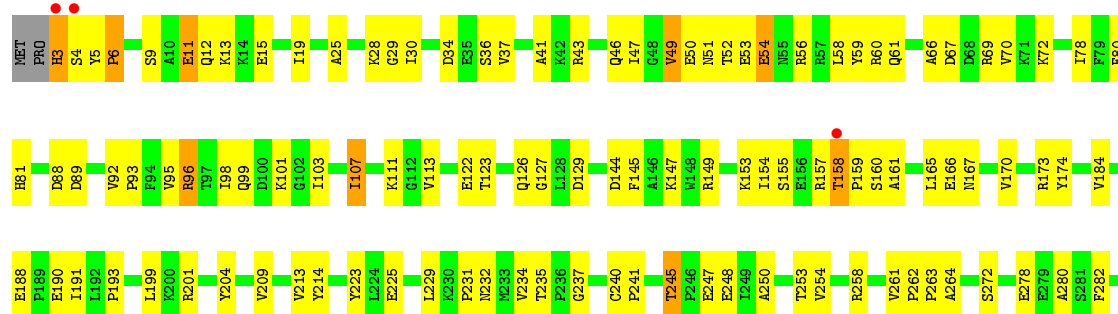 MET PRO H3 S4 Y5 P6 S9 A10 E11 Q12 K13 K14 E15 I19 A25 K28 G29 I30 D34 E35 S36 V37 A41 K42 R43 Q46 I47 G48 V49 E50 N51 T52 E53 E54 N55 R56 R57 L58 Y59 R60 Q61 A66 D67 D68 R69 V70 K71 K72 I78 F79
H81 D88 D89 V92 P93 F94 V95 R96 T97 I98 Q99 D100 K101 G102 I103 I107 K111 G112 V113 E122 T123 Q126 G127 L128 D129 D144 F145 A146 K147 W148 R149 K153 I154 S155 E156 R157 T158 P159 S160 A161 L165 E166 N167 V170 R173 Y174 V184
E188 P189 E190 I191 L192 P193 L199 K200 R201 Y204 V209 V213 Y214 Y223 L224 E225 L229 K230 P231 N232 M233 V234 T235 P236 G237 C240 P241 T245 P246 E247 E248 I249 A250 T253 V254 R258 V261 P262 P263 A264 S272 E278 E279 A280 S281 F282